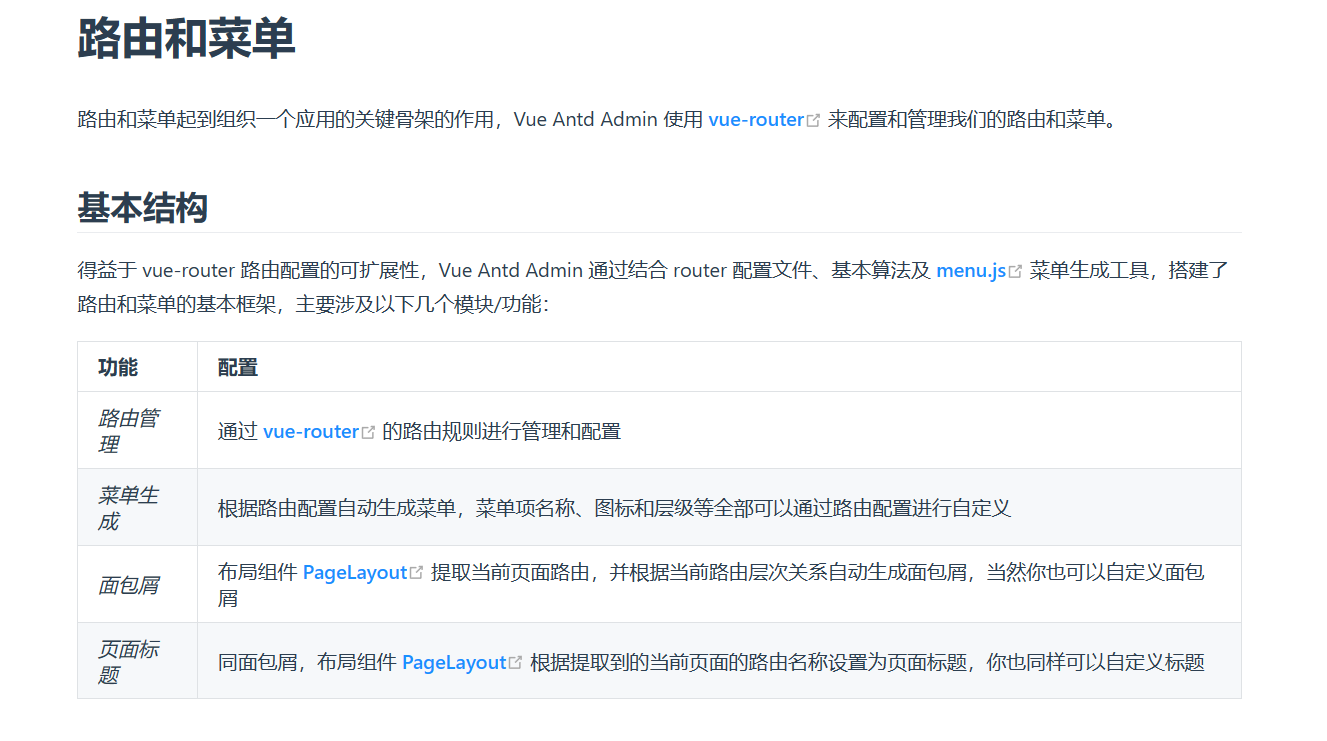 路由和菜单
路由和菜单起到组织一个应用的关键骨架的作用，Vue Antd Admin 使用 vue-router 来配置和管理我们的路由和菜单。
基本结构
得益于 vue-router 路由配置的可扩展性，Vue Antd Admin 通过结合 router 配置文件、基本算法及 menu.js 菜单生成工具，搭建了
路由和菜单的基本框架，主要涉及以下几个模块/功能：
功能 配置
路由管
理
通过 vue-router 的路由规则进行管理和配置
菜单生
成
根据路由配置自动生成菜单，菜单项名称、图标和层级等全部可以通过路由配置进行自定义
面包屑
布局组件 PageLayout 提取当前页面路由，并根据当前路由层次关系自动生成面包屑，当然你也可以自定义面包
屑
页面标
题
同面包屑，布局组件 PageLayout 根据提取到的当前页面的路由名称设置为页面标题，你也同样可以自定义标题